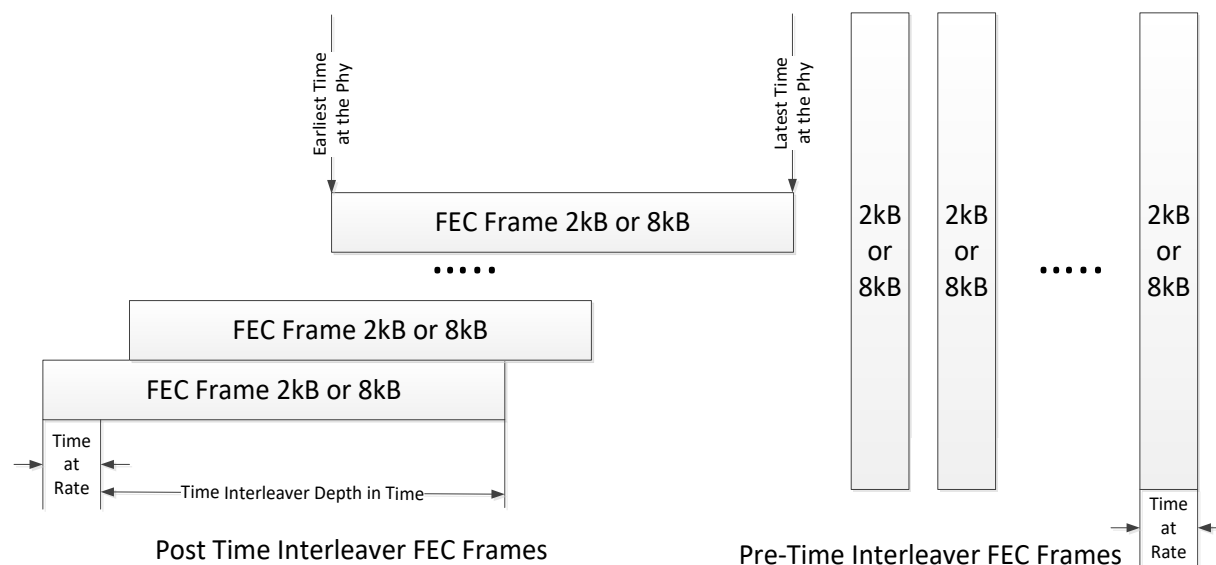 Earliest Time
at the Phy
Latest Time
at the Phy
FEC Frame 2kB or 8kB
.....
FEC Frame 2kB or 8kB
FEC Frame 2kB or 8kB
Time
at
Rate
Time Interleaver Depth in Time
Post Time Interleaver FEC Frames
2kB
or
8kB
2kB
or
8kB
.....
2kB
or
8kB
Time
at
Rate
Pre-Time Interleaver FEC Frames